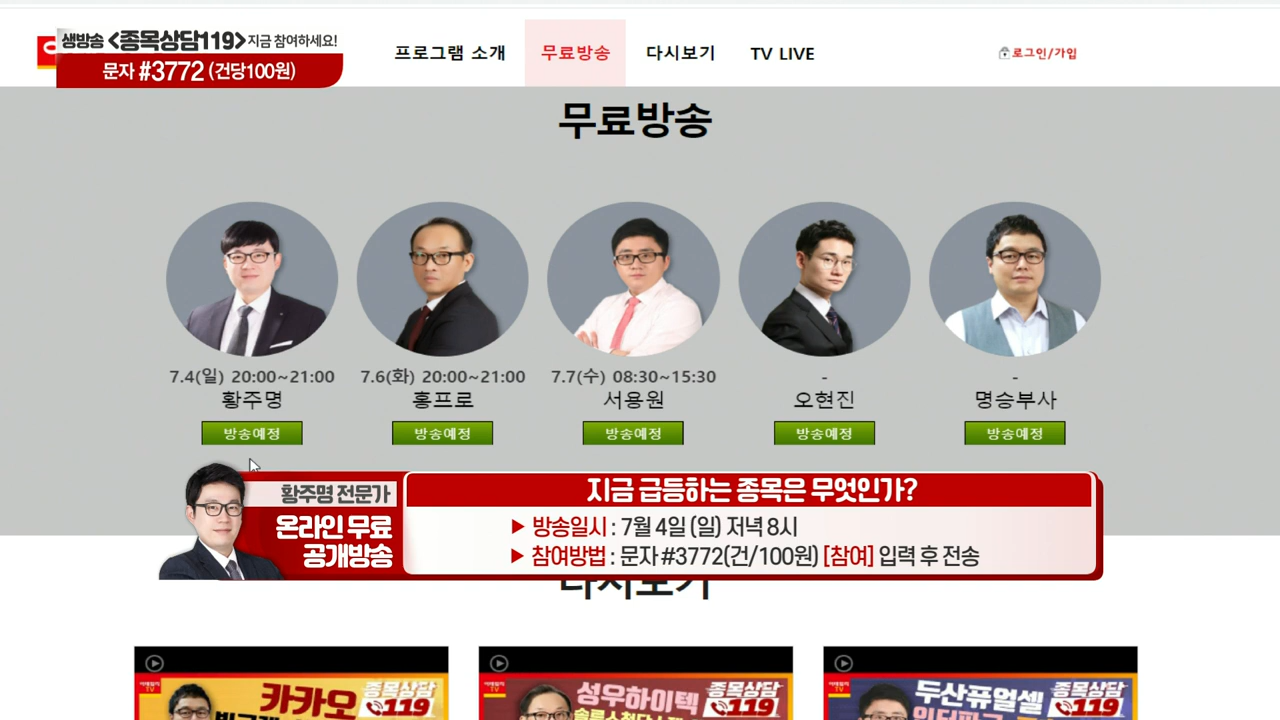 생방송 <종목상담119> 지금 참여하세요!
문자 #3772 (건당100원)
프로그램 소개 무료방송 다시보기 TV LIVE 로그인/가입
무료방송
7.4(일) 20:00~21:00 7.6(화) 20:00~21:00 7.7(수) 08:30~15:30 - -
황주명 홍프로 서용원 오현진 명승부사
방송예정 방송예정 방송예정 방송예정 방송예정
황주명 전문가
온라인 무료
공개방송
지금 급등하는 종목은 무엇인가?
▶ 방송일시 : 7월 4일 (일) 저녁 8시
▶ 참여방법 : 문자 #3772(건/100원) [참여] 입력 후 전송
다시보기
카카오 종목상담 119
성우하이텍 종목상담 119
두산퓨얼셀 종목상담 119